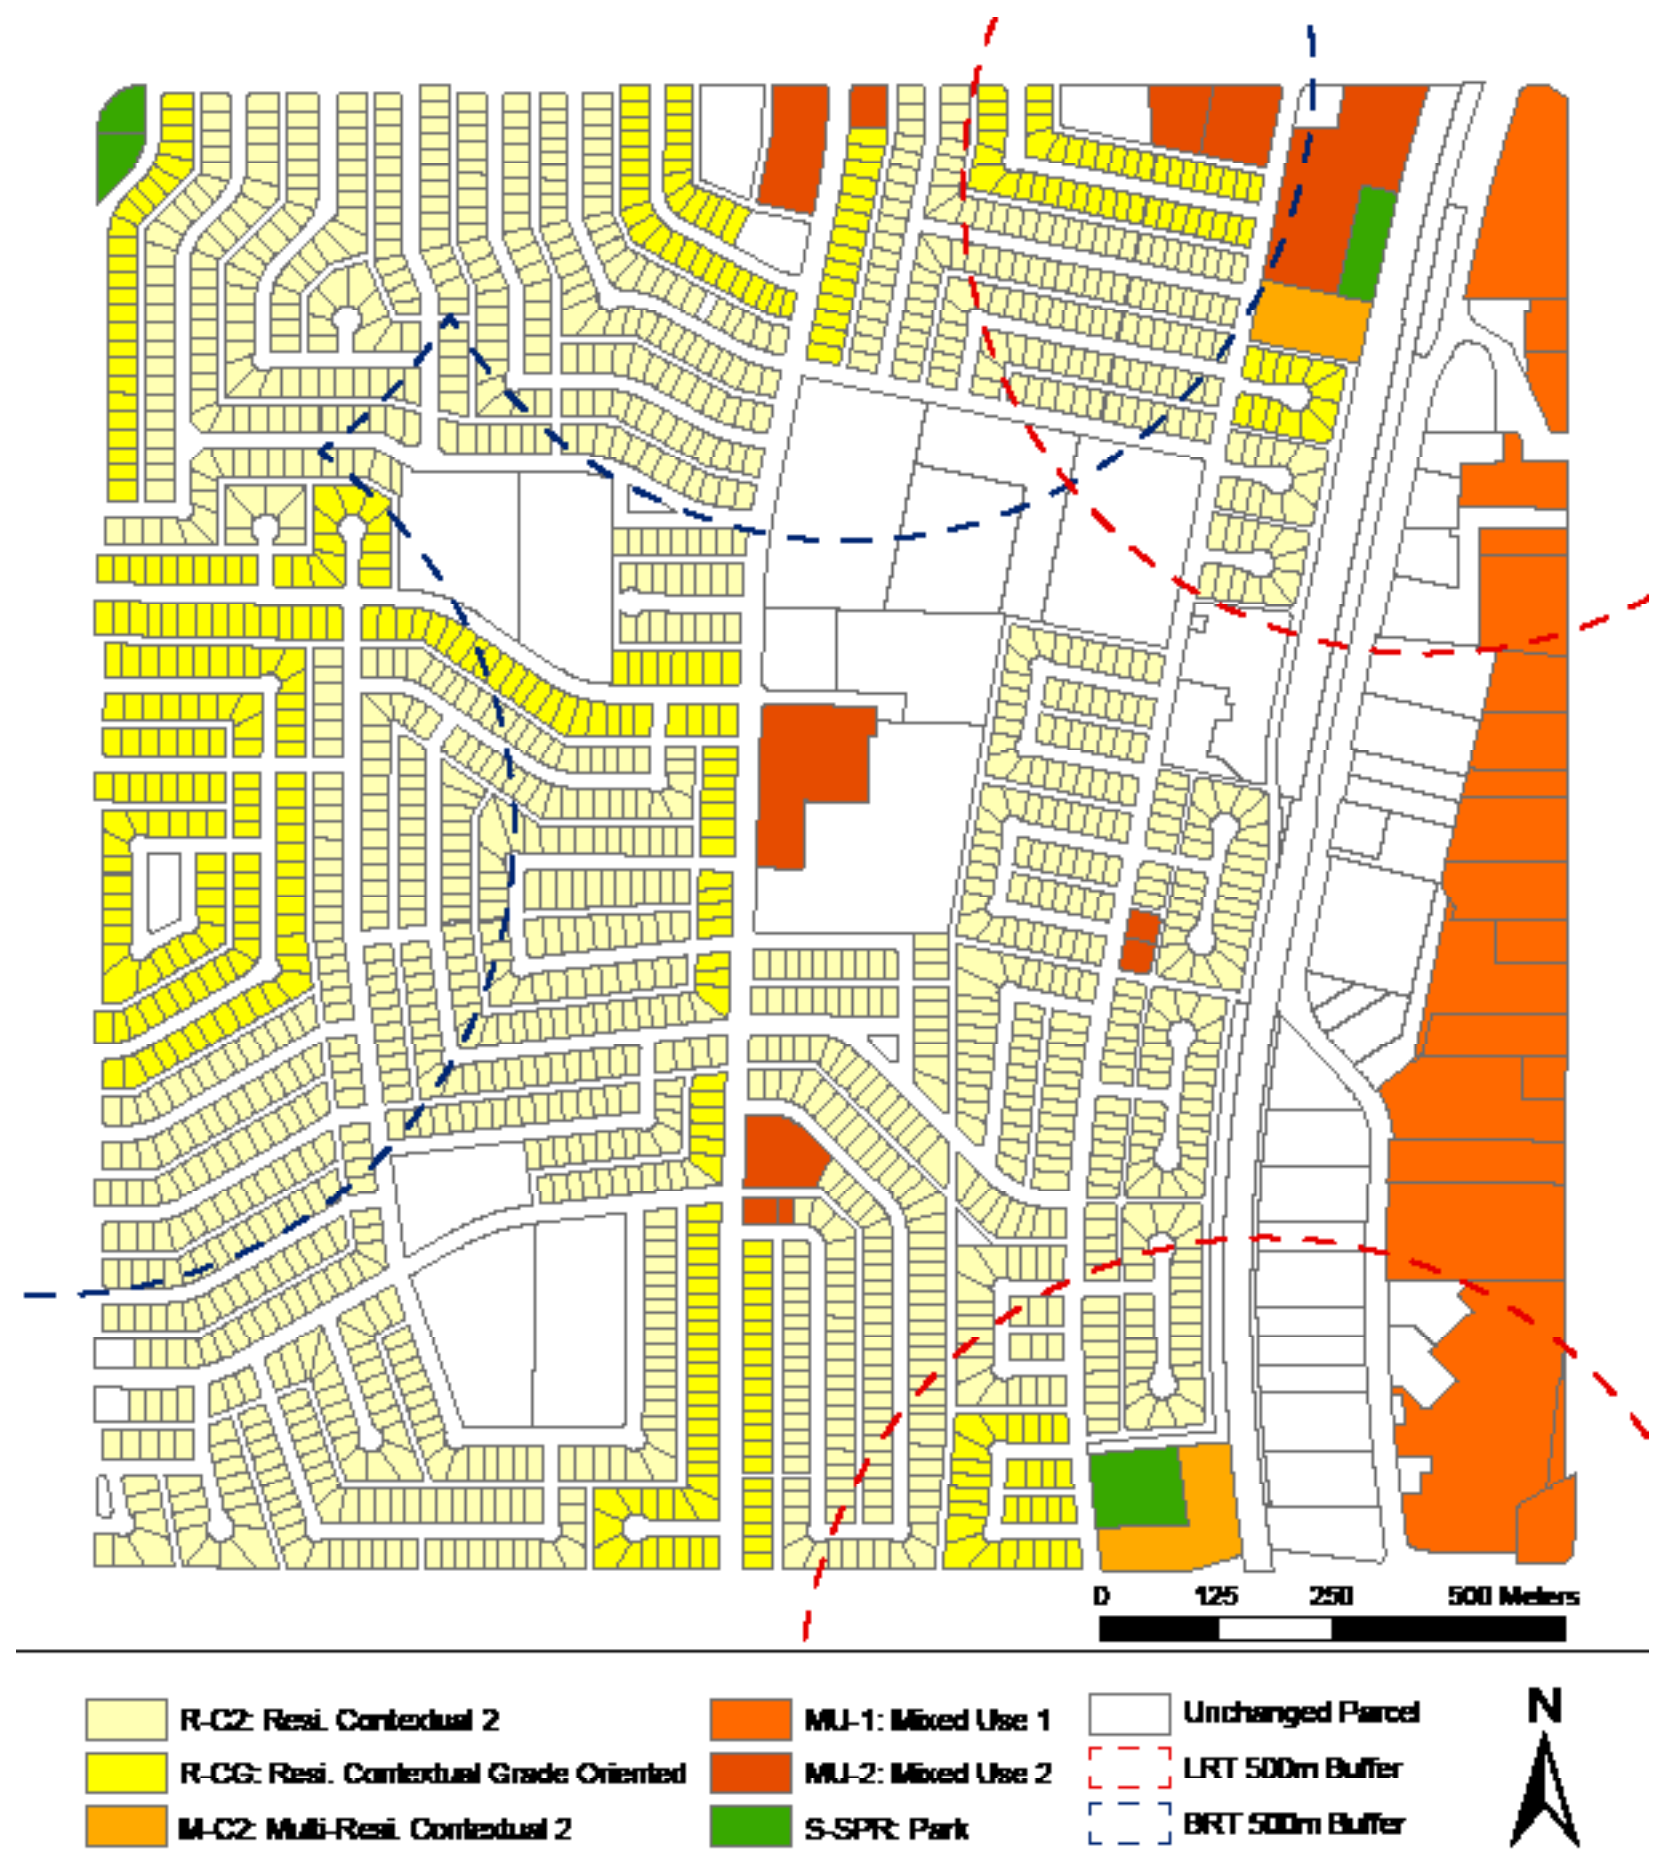 0 125 250 500 Meters
R-C2: Resi. Contextual 2
R-CG: Resi. Contextual Grade Oriented
M-C2: Multi-Resi. Contextual 2
MU-1: Mixed Use 1
MU-2: Mixed Use 2
S-SPR: Park
Unchanged Parcel
LRT 500m Buffer
BRT 500m Buffer
N